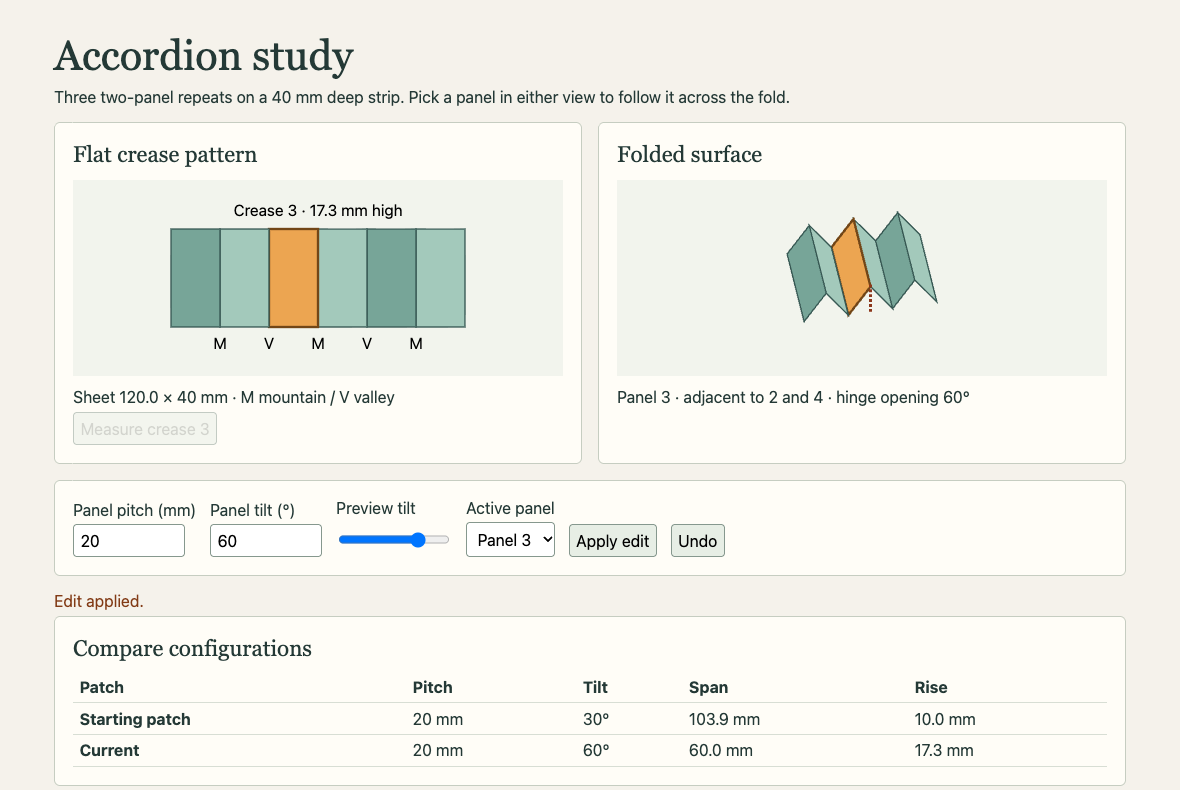 Accordion study
Three two-panel repeats on a 40 mm deep strip. Pick a panel in either view to follow it across the fold.
Flat crease pattern
Crease 3 · 17.3 mm high
M V M V M
Sheet 120.0 × 40 mm · M mountain / V valley
Measure crease 3
Folded surface
Panel 3 · adjacent to 2 and 4 · hinge opening 60°
Panel pitch (mm) Panel tilt (°) Preview tilt Active panel
20 60 Panel 3 Apply edit Undo
Edit applied.
Compare configurations
Patch Pitch Tilt Span Rise
Starting patch 20 mm 30° 103.9 mm 10.0 mm
Current 20 mm 60° 60.0 mm 17.3 mm